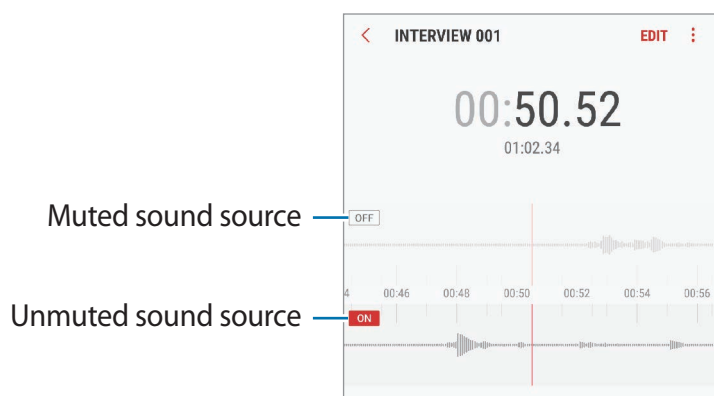 INTERVIEW 001 EDIT
00:50.52
01:02.34
Muted sound source
OFF
4 00:46 00:48 00:50 00:52 00:54 00:56
Unmuted sound source
ON